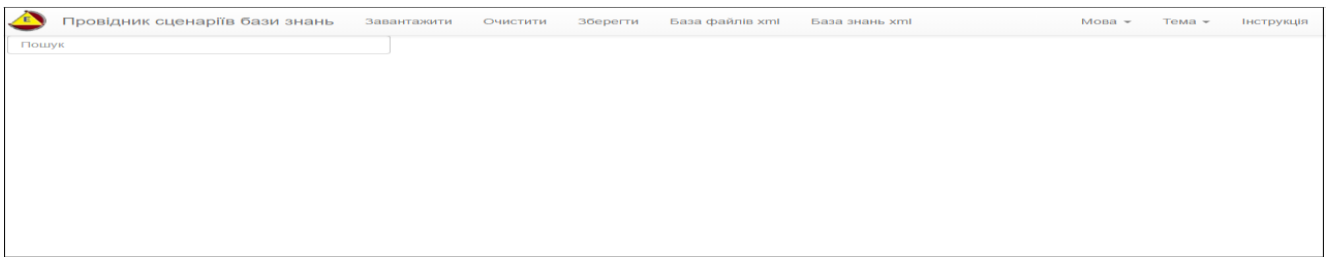 Е Провідник сценаріїв бази знань Завантажити Очистити Зберегти База файлів xml База знань xml Мова Тема Інструкція
Пошук